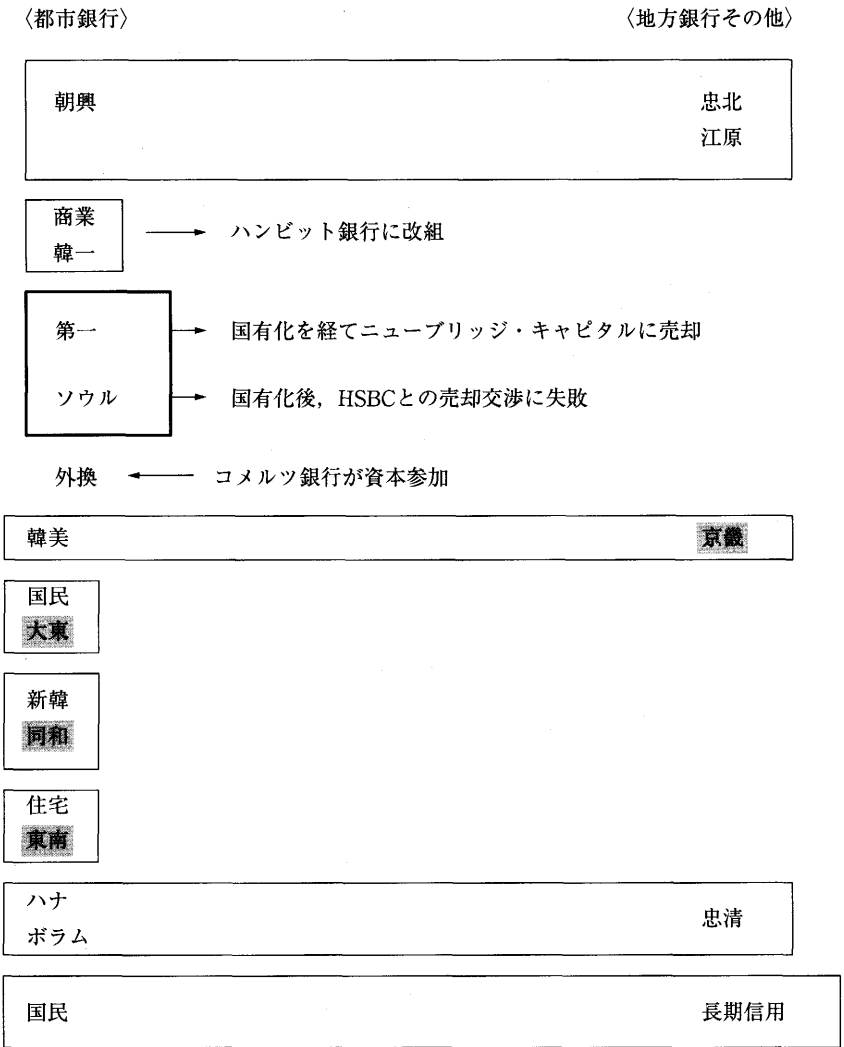 〈都市銀行〉 〈地方銀行その他〉
朝興 忠北
江原
商業
韓一
→ ハンビット銀行に改組
第一 → 国有化を経てニューブリッジ・キャピタルに売却
ソウル → 国有化後，HSBCとの売却交渉に失敗
外換 ← コメルツ銀行が資本参加
韓美 京畿
国民
大東
新韓
同和
住宅
東南
ハナ
ボラム
忠清
国民 長期信用